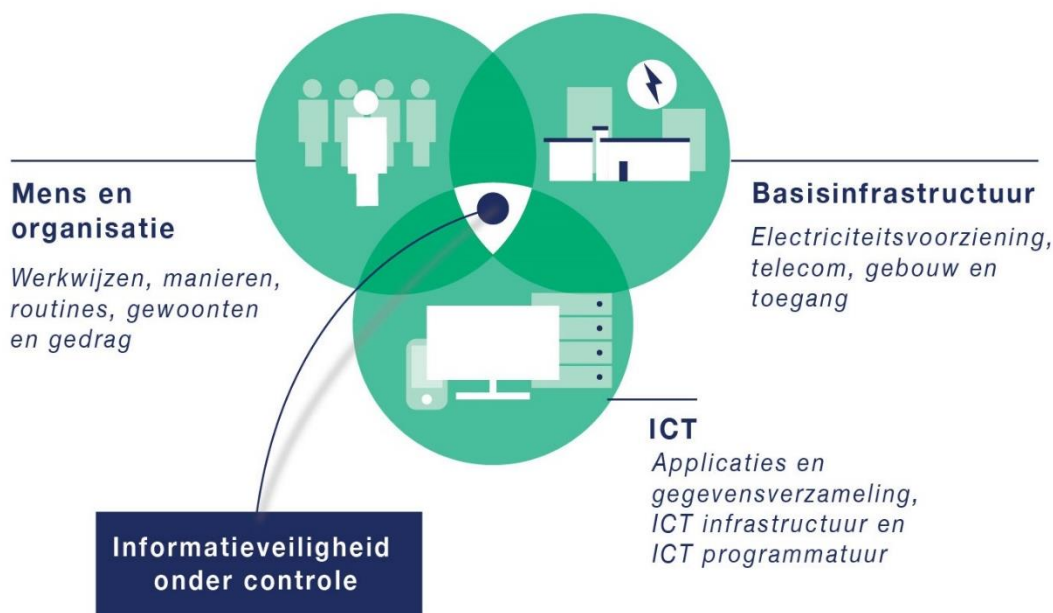 Mens en
organisatie
Werkwijzen, manieren,
routines, gewoonten
en gedrag
Basisinfrastructuur
Electriciteitsvoorziening,
telecom, gebouw en
toegang
ICT
Applicaties en
gegevensverzameling,
ICT infrastructuur en
ICT programmatuur
Informatieveiligheid
onder controle